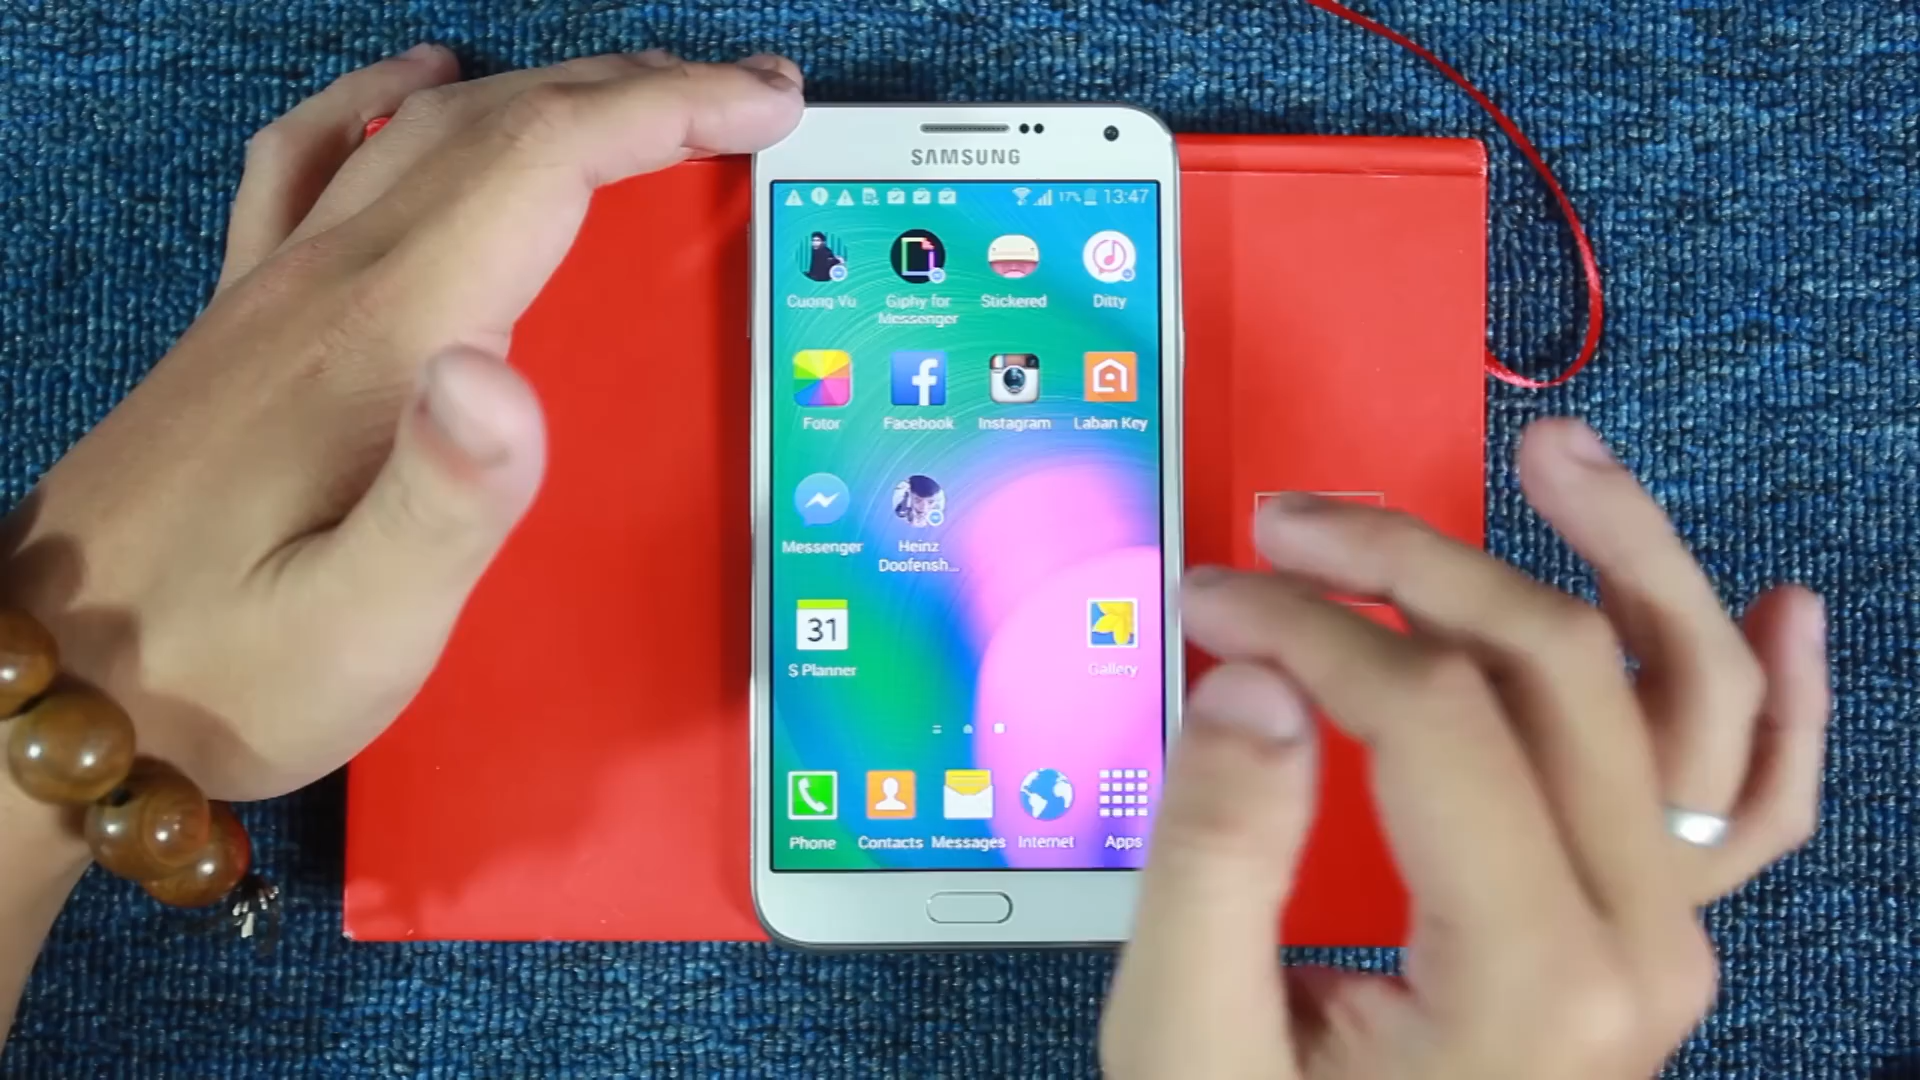 SAMSUNG
17% 13:47
Cuong Vu
Giphy for
Messenger
Stickered
Ditty
Fotor
Facebook
Instagram
Laban Key
Messenger
Heinz
Doofensh...
31
S Planner
Gallery
Phone
Contacts
Messages
Internet
Apps